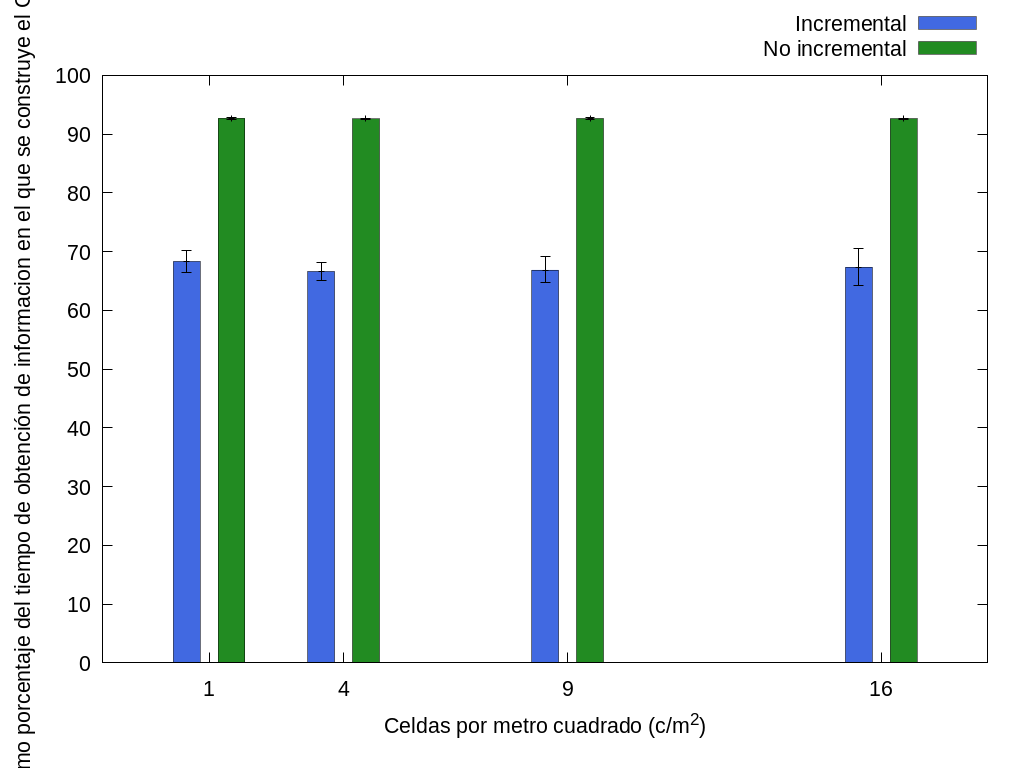 Incremental
No incremental
mo porcentaje del tiempo de obtención de informacion en el que se construye el
100
90
80
70
60
50
40
30
20
10
0
1 4 9 16
Celdas por metro cuadrado (c/m²)